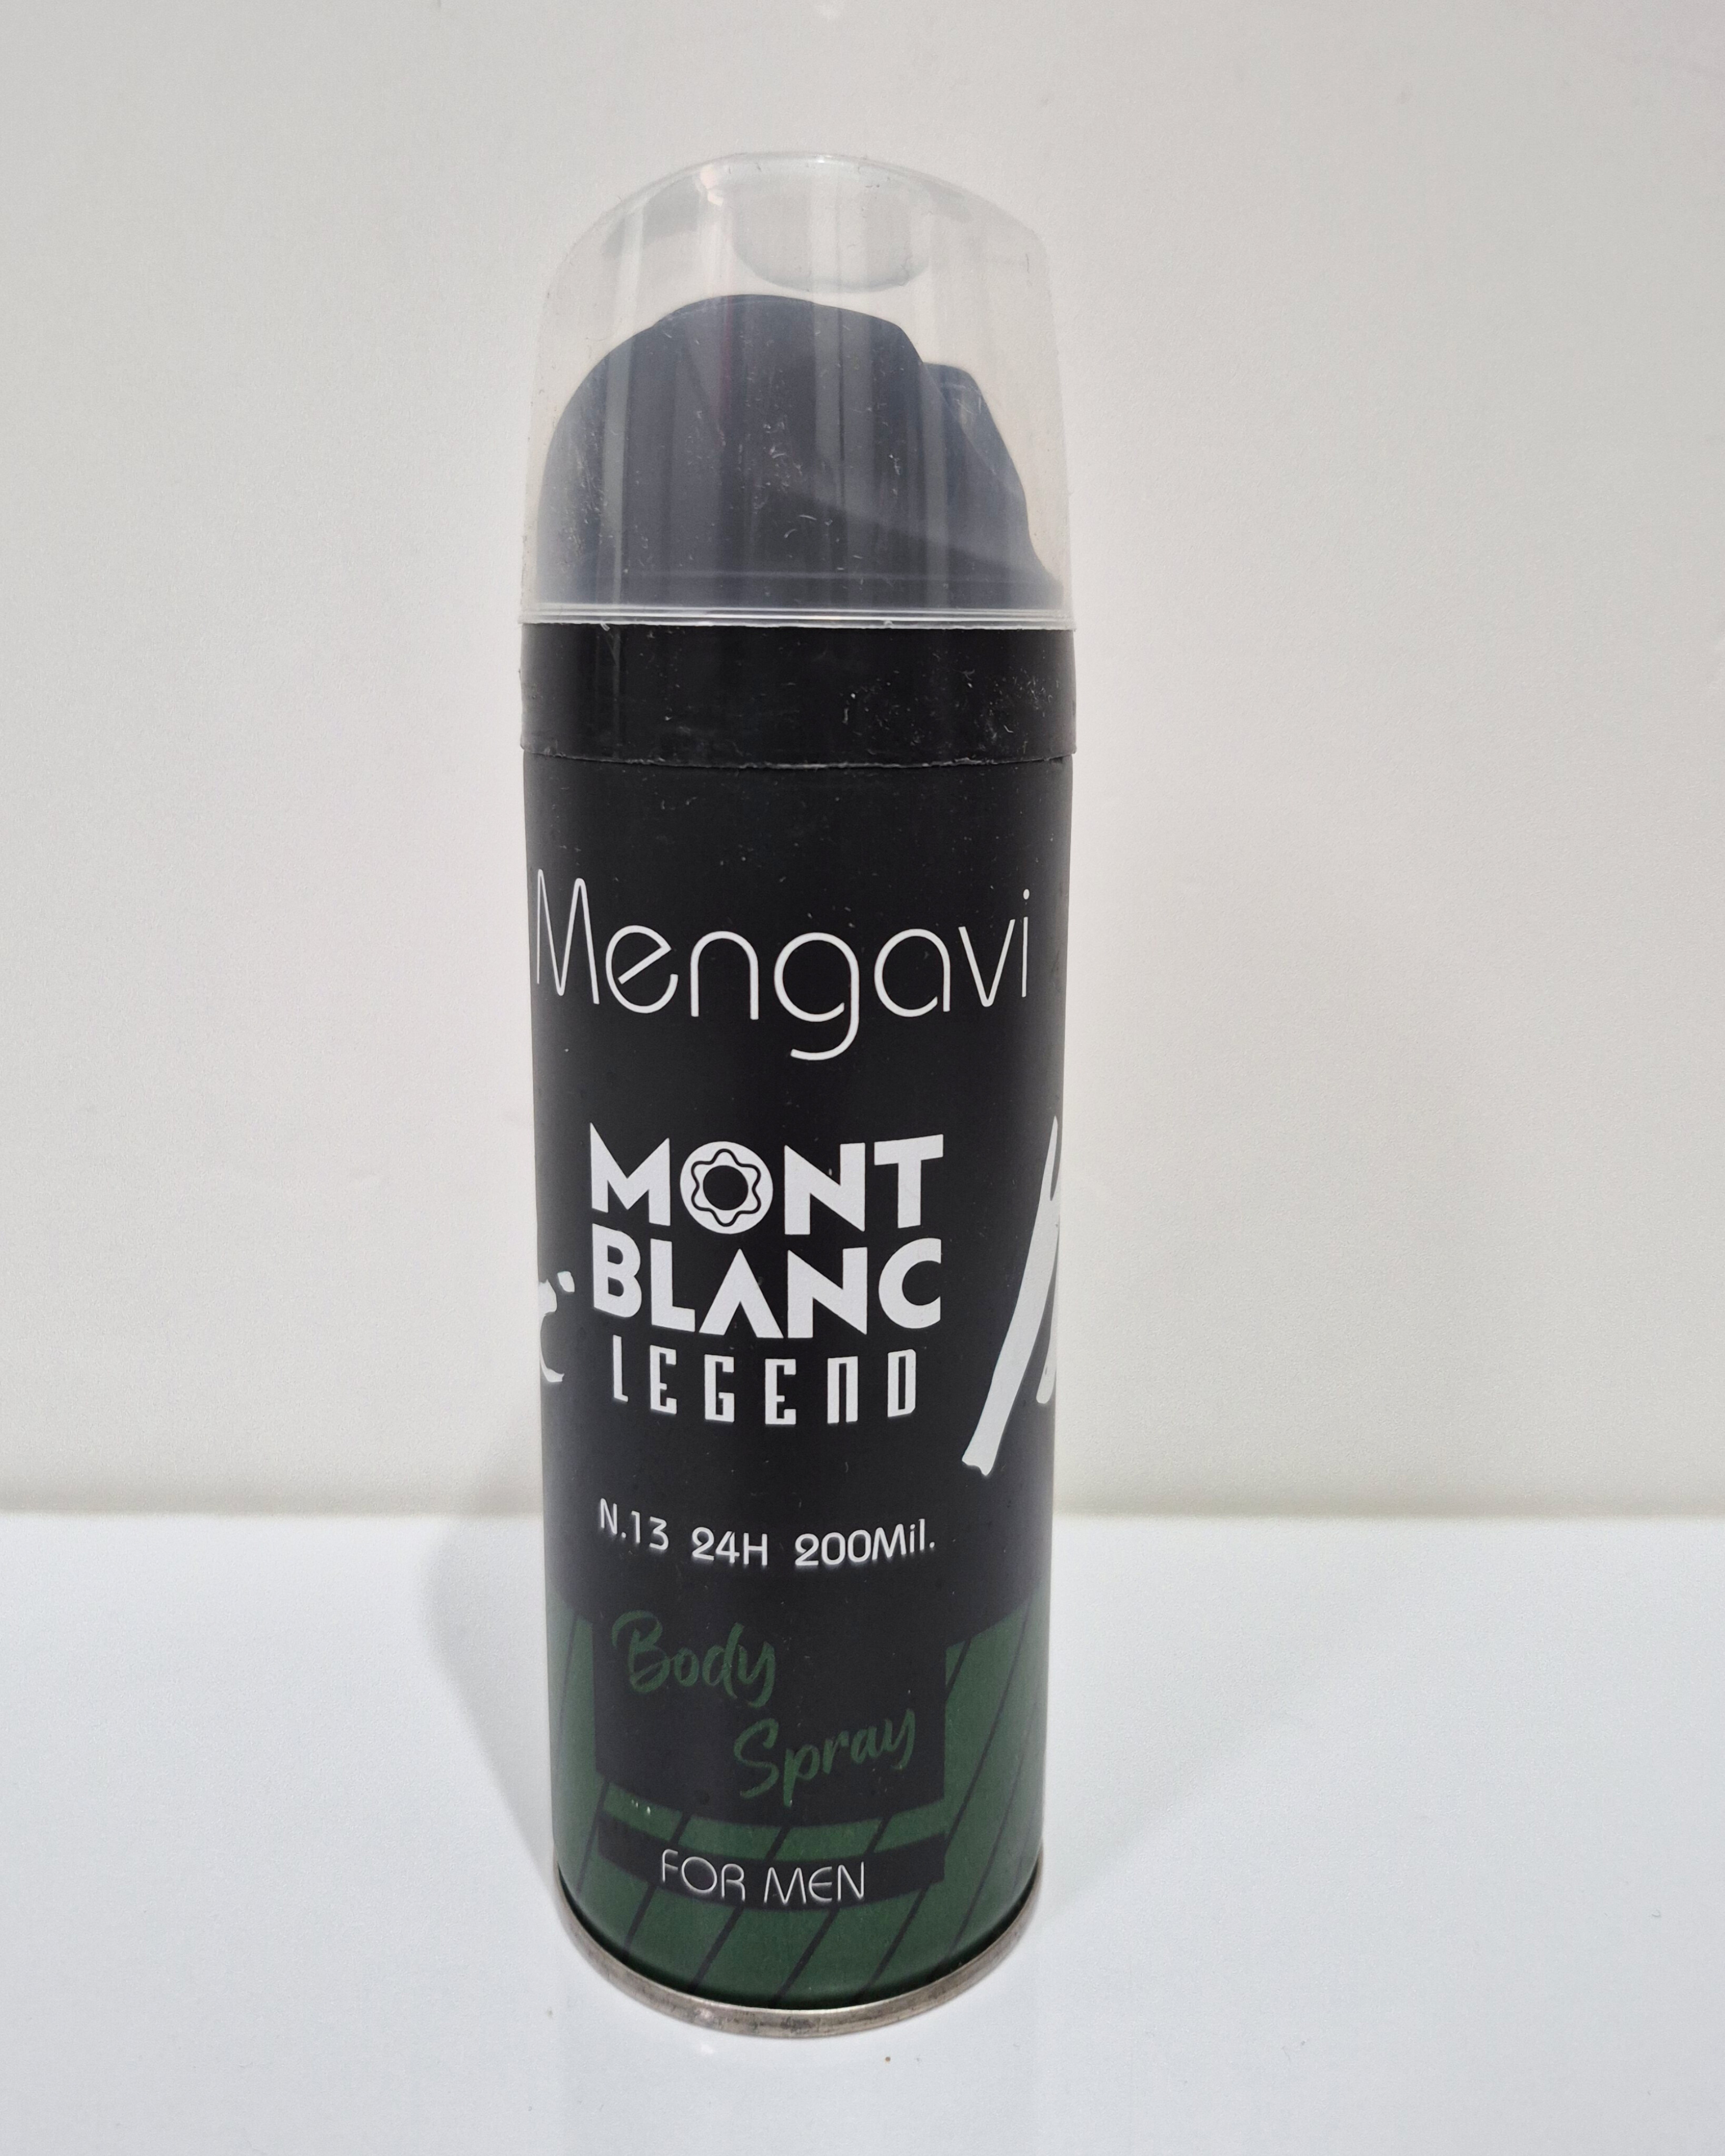 Mengavi
MONT
BLANC
LEGEND
N.13 24H 200Mil.
Body
Spray
FOR MEN